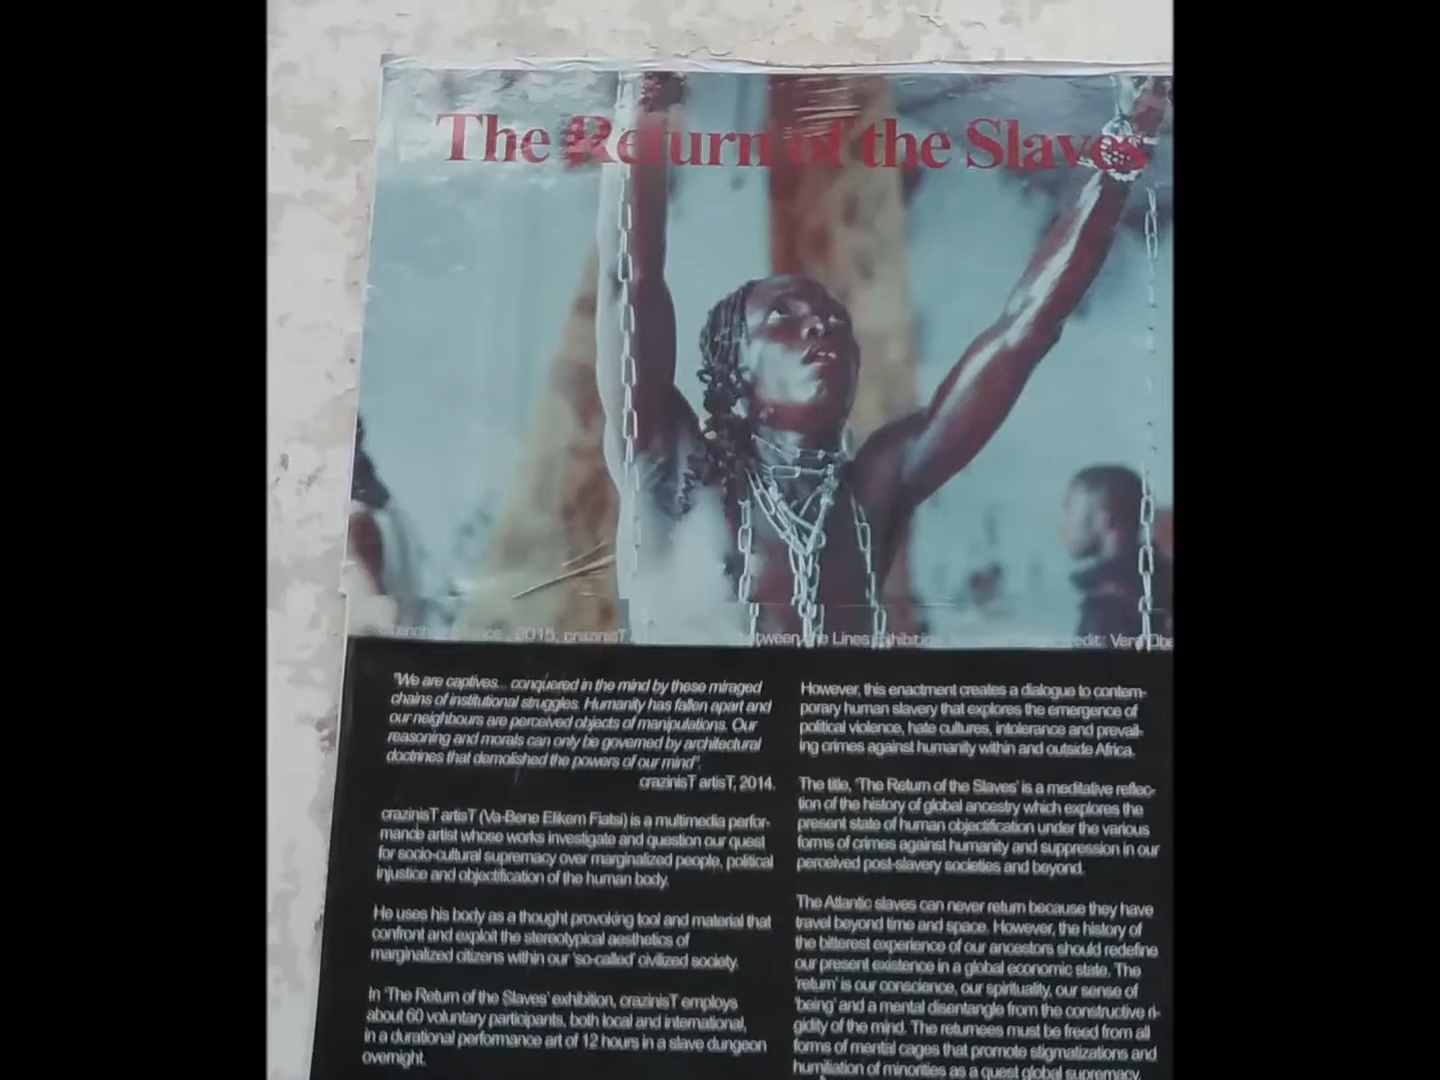 The Return of the Slaves
2015, crazinisT
tween the Lines Exhibition
edit: Vera Obe
"We are captives... conquered in the mind by these miraged
chains of institutional struggles. Humanity has fallen apart and
our neighbours are perceived objects of manipulations. Our
reasoning and morals can only be governed by architectural
doctrines that demolished the powers of our mind".
crazinisT artisT, 2014.
crazinisT artisT (Va-Bene Elikem Fiatsi) is a multimedia perfor-
mance artist whose works investigate and question our quest
for socio-cultural supremacy over marginalized people, political
injustice and objectification of the human body.
He uses his body as a thought provoking tool and material that
confront and exploit the stereotypical aesthetics of
marginalized citizens within our 'so-called' civilized society.
In 'The Return of the Slaves' exhibition, crazinisT employs
about 60 voluntary participants, both local and international,
in a durational performance art of 12 hours in a slave dungeon
overnight.
However, this enactment creates a dialogue to contem-
porary human slavery that explores the emergence of
political violence, hate cultures, intolerance and prevail-
ing crimes against humanity within and outside Africa.
The title, 'The Return of the Slaves' is a meditative reflec-
tion of the history of global ancestry which explores the
present state of human objectification under the various
forms of crimes against humanity and suppression in our
perceived post-slavery societies and beyond.
The Atlantic slaves can never return because they have
travel beyond time and space. However, the history of
the bitterest experience of our ancestors should redefine
our present existence in a global economic state. The
'return' is our conscience, our spirituality, our sense of
'being' and a mental disentangle from the constructive ri-
gidity of the mind. The returnees must be freed from all
forms of mental cages that promote stigmatizations and
humiliation of minorities as a quest global supremacy.